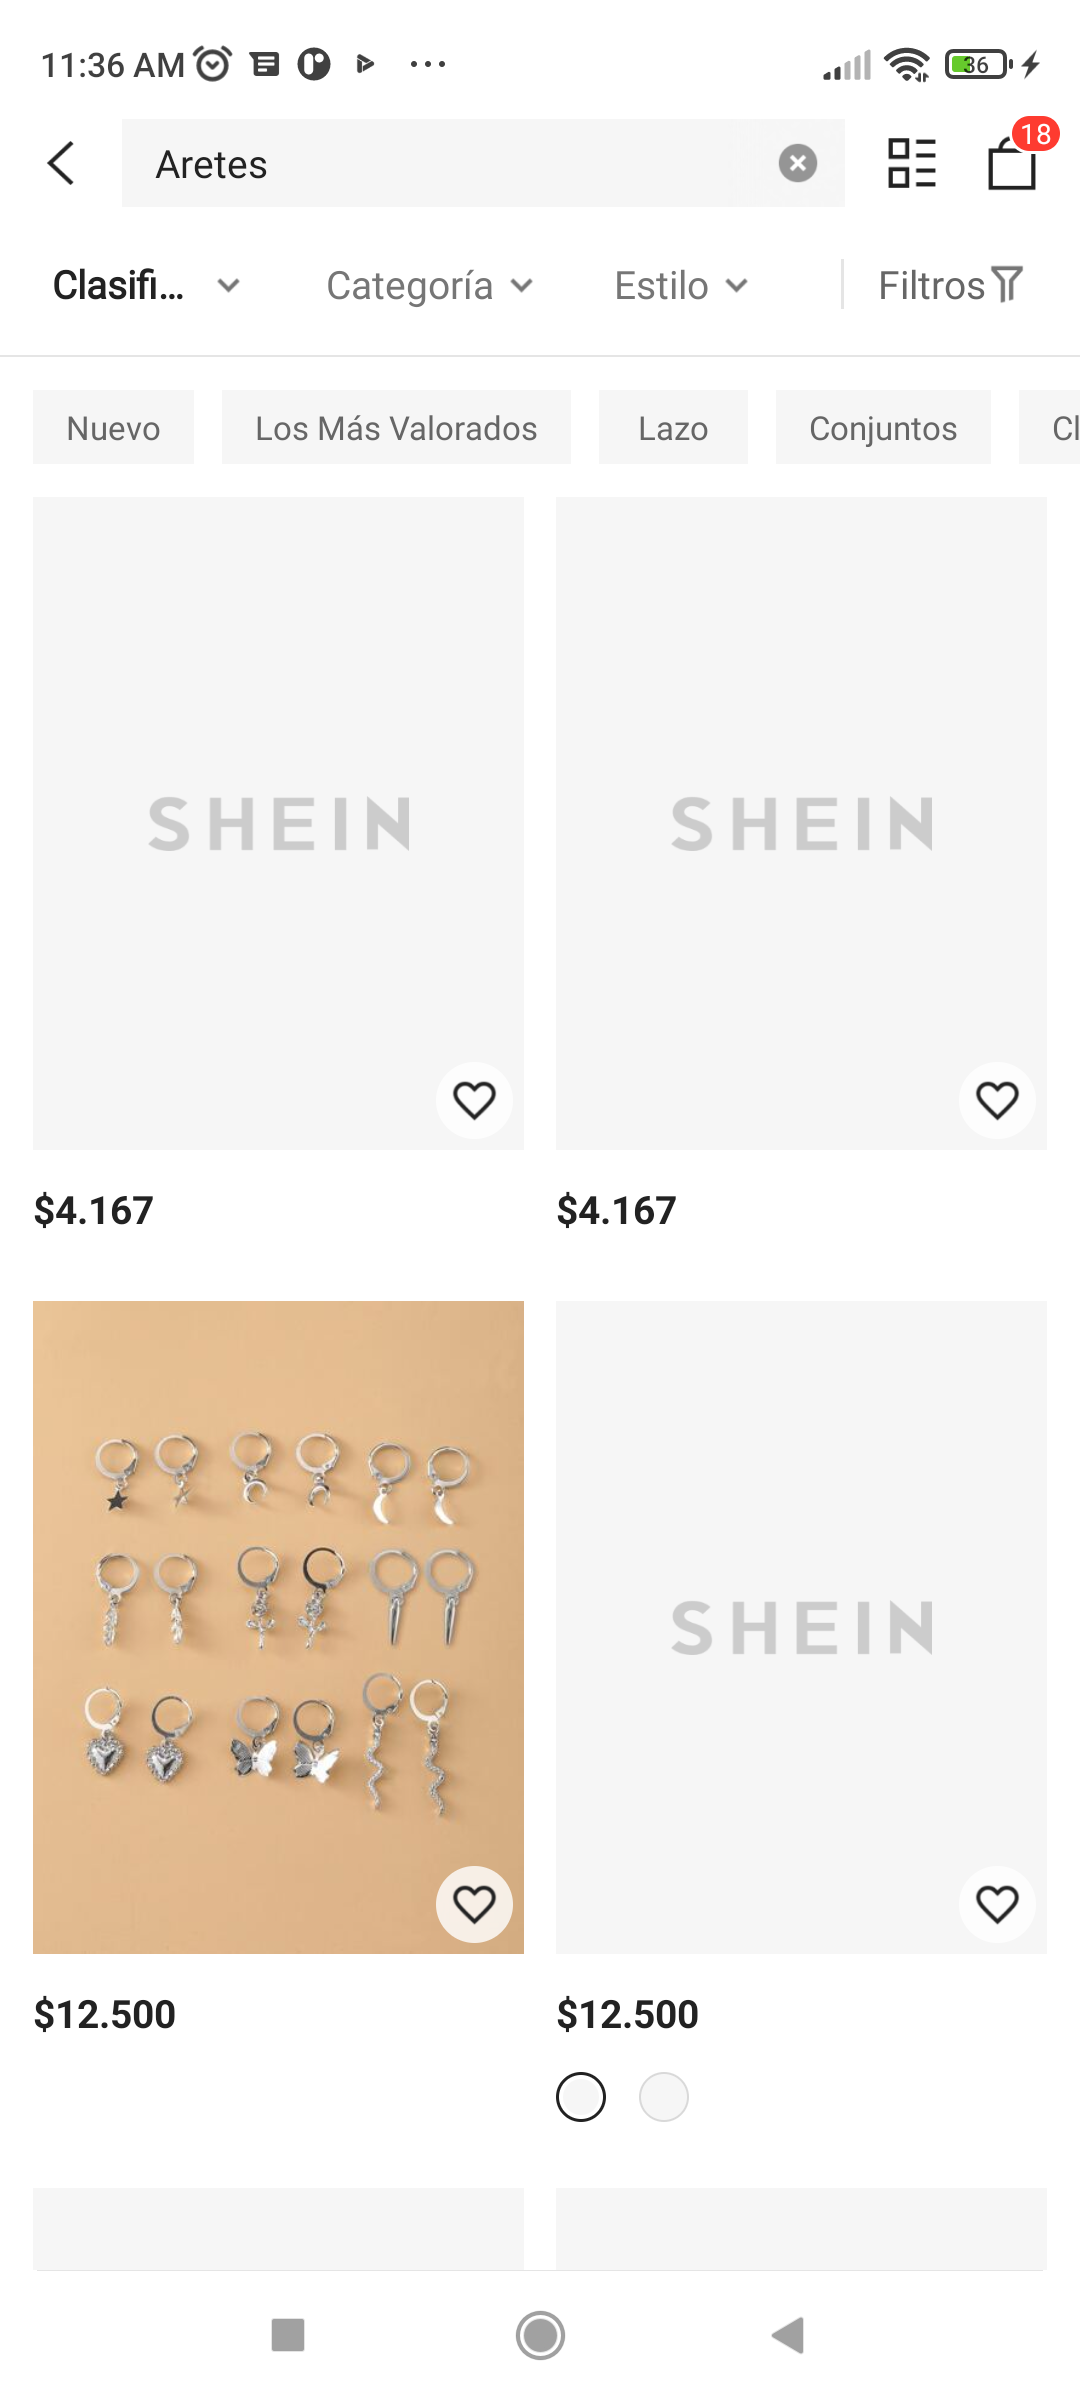 11:36 AM
36
Aretes
18
Clasifi...
Categoría
Estilo
Filtros
Nuevo
Los Más Valorados
Lazo
Conjuntos
Cl
SHEIN
SHEIN
$4.167
$4.167
SHEIN
$12.500
$12.500